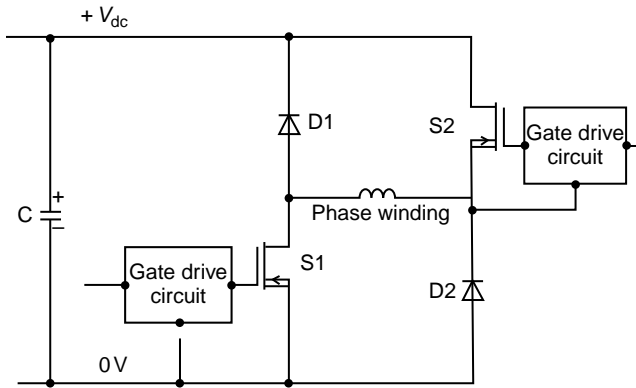 + Vdc
D1
S2
Gate drive
circuit
C
+
–
Phase winding
S1
Gate drive
circuit
D2
0 V